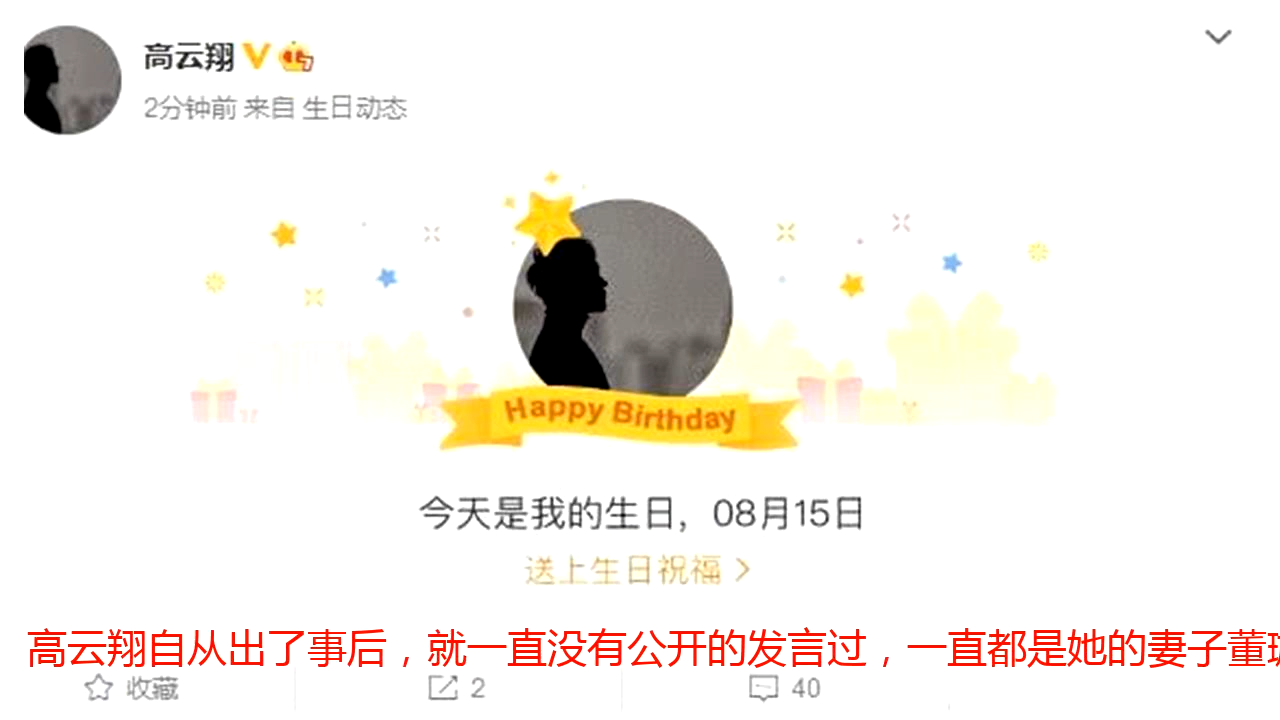 高云翔
2分钟前 来自 生日动态
Happy Birthday
今天是我的生日，08月15日
送上生日祝福 >
高云翔自从出了事后，就一直没有公开的发言过，一直都是她的妻子董
收藏 2 40